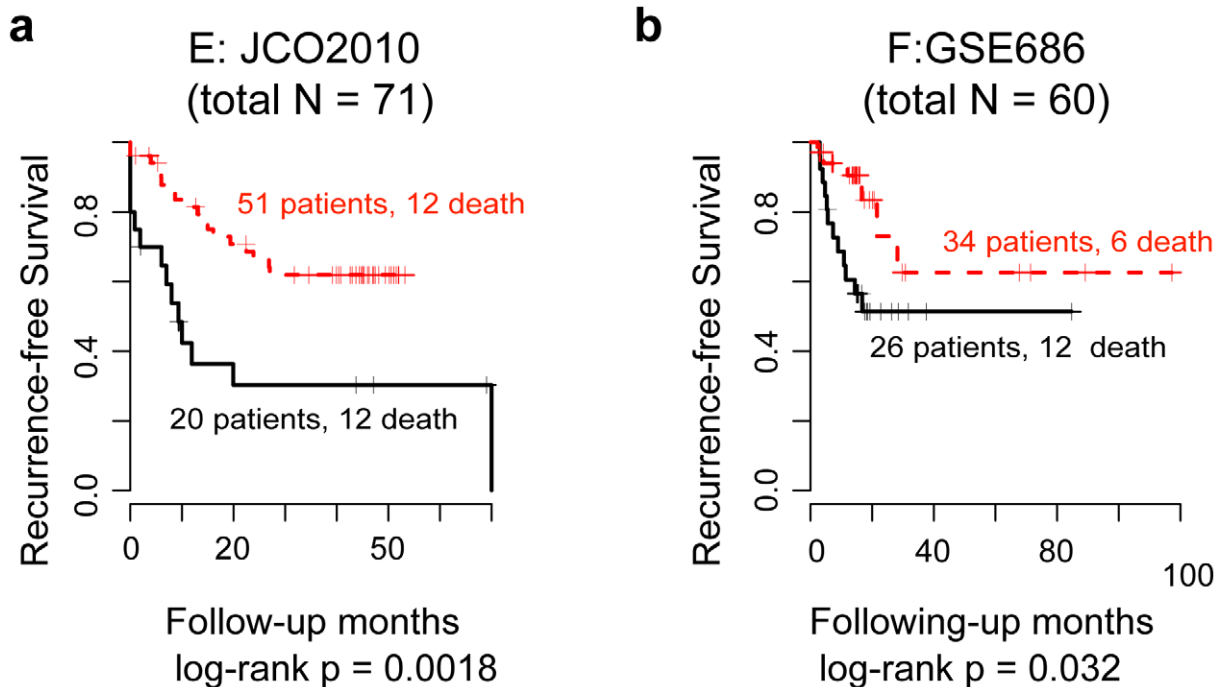 a
E: JCO2010
(total N = 71)
Recurrence-free Survival
0.8
0.4
0.0
51 patients, 12 death
20 patients, 12 death
0 20 50
Follow-up months
log-rank p = 0.0018
b
F:GSE686
(total N = 60)
Recurrence-free Survival
0.8
0.4
0.0
34 patients, 6 death
26 patients, 12 death
0 40 80 100
Following-up months
log-rank p = 0.032